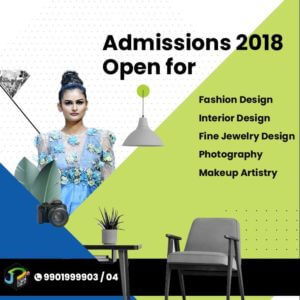 Admissions 2018
Open for
Fashion Design
Interior Design
Fine Jewelry Design
Photography
Makeup Artistry
9901999903 / 04